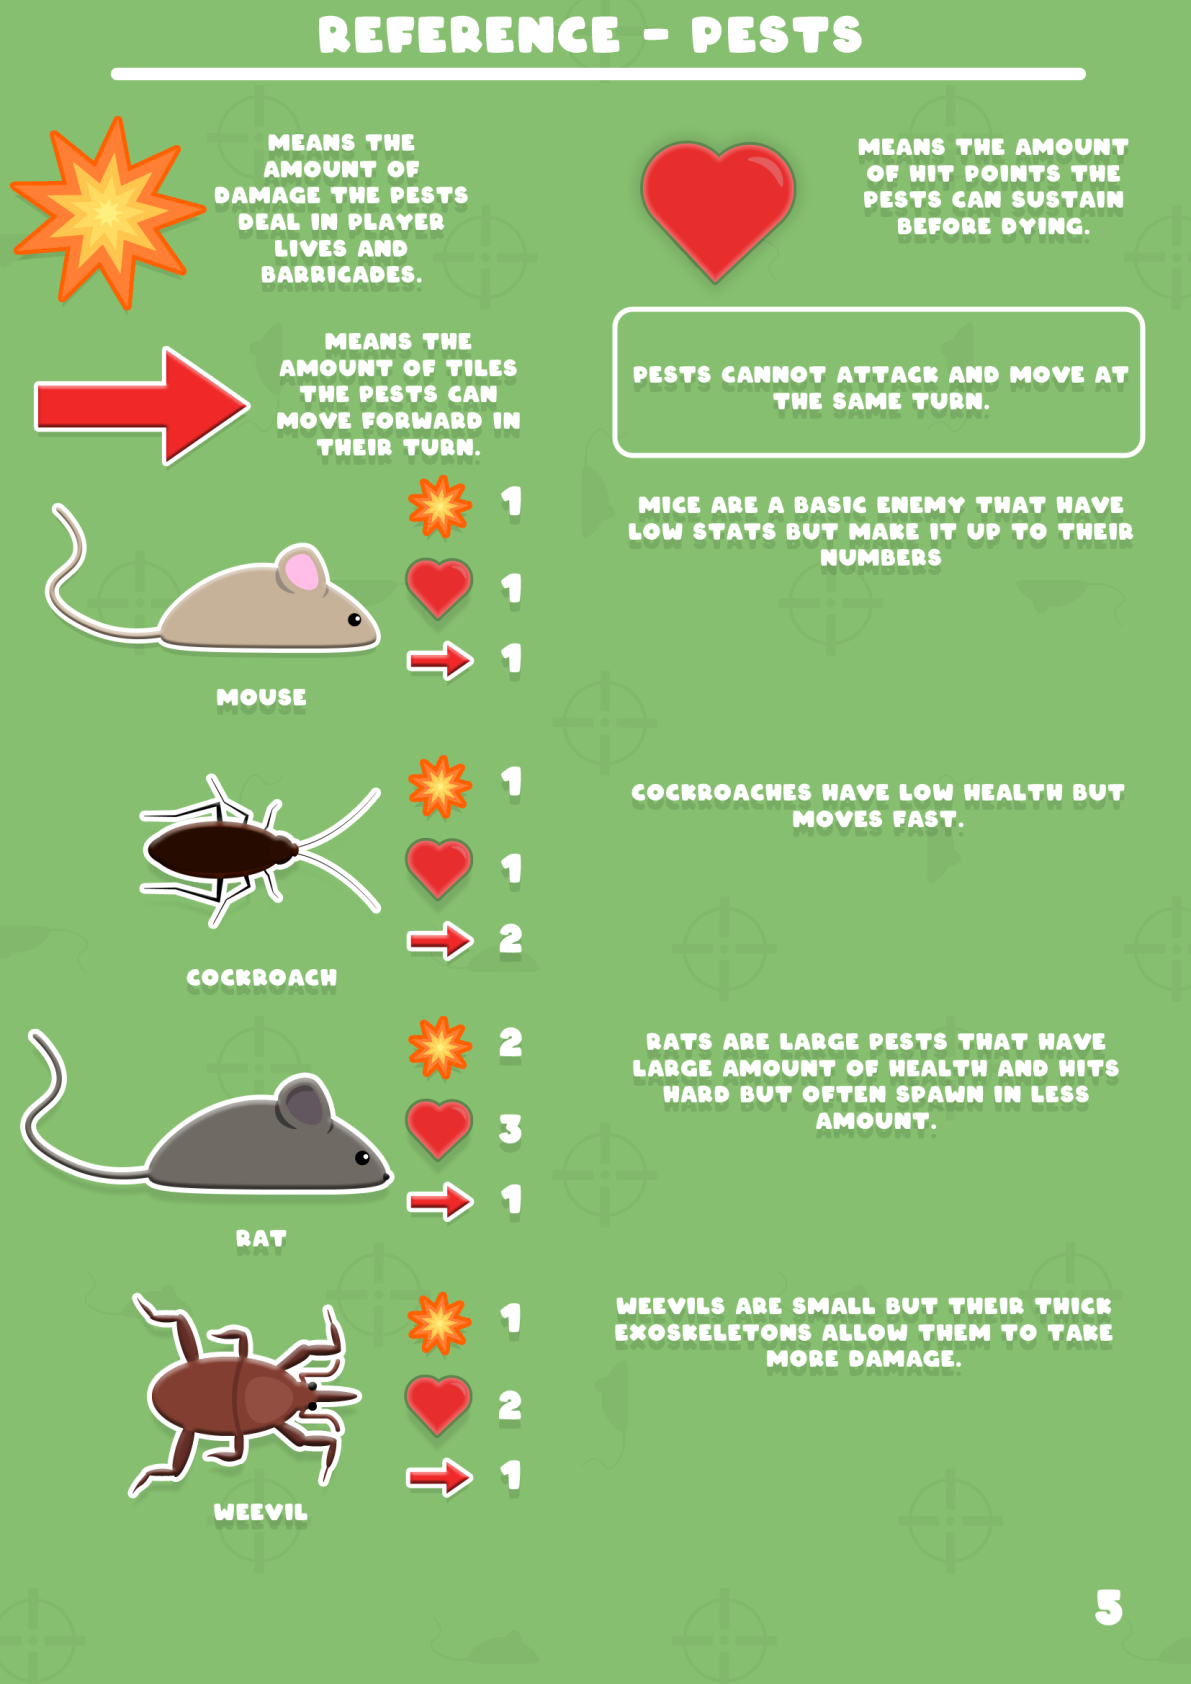 REFERENCE - PESTS
MEANS THE
AMOUNT OF
DAMAGE THE PESTS
DEAL IN PLAYER
LIVES AND
BARRICADES.
MEANS THE AMOUNT
OF HIT POINTS THE
PESTS CAN SUSTAIN
BEFORE DYING.
MEANS THE
AMOUNT OF TILES
THE PESTS CAN
MOVE FORWARD IN
THEIR TURN.
PESTS CANNOT ATTACK AND MOVE AT
THE SAME TURN.
1
1
1
MOUSE
MICE ARE A BASIC ENEMY THAT HAVE
LOW STATS BUT MAKE IT UP TO THEIR
NUMBERS
1
1
2
COCKROACH
COCKROACHES HAVE LOW HEALTH BUT
MOVES FAST.
2
3
1
RAT
RATS ARE LARGE PESTS THAT HAVE
LARGE AMOUNT OF HEALTH AND HITS
HARD BUT OFTEN SPAWN IN LESS
AMOUNT.
1
2
1
WEEVIL
WEEVILS ARE SMALL BUT THEIR THICK
EXOSKELETONS ALLOW THEM TO TAKE
MORE DAMAGE.
5